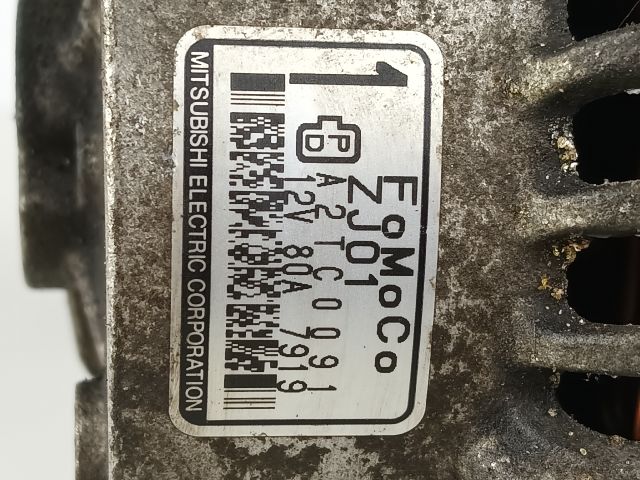 1 FoMoCo
ZJ01
A2TC0091
12V 80A 7919
MITSUBISHI ELECTRIC CORPORATION